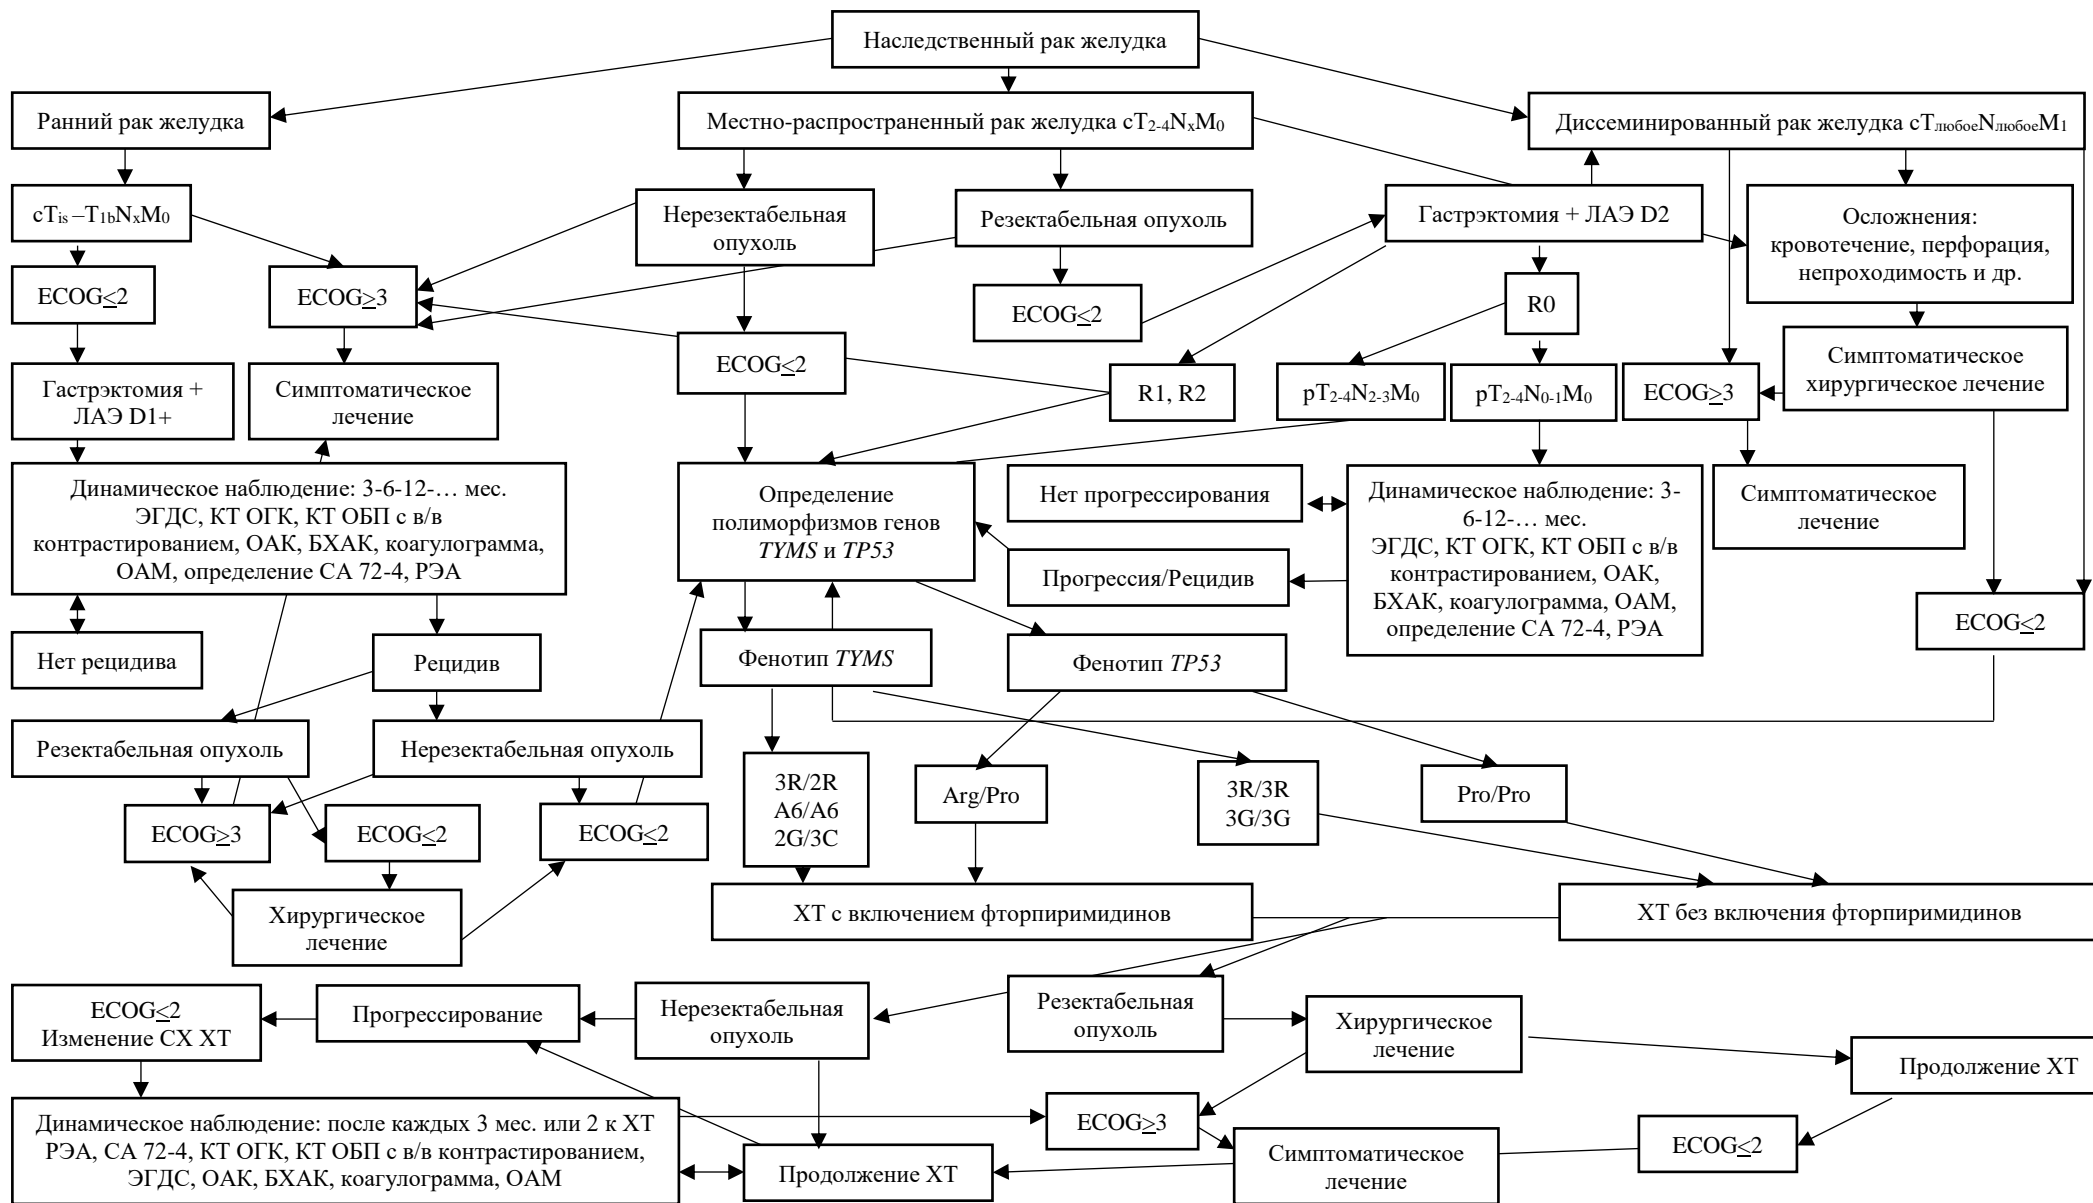 Наследственный рак желудка
Ранний рак желудка
Местно-распространенный рак желудка cT₂₋₄NₓM₀
Диссеминированный рак желудка cTлюбоеNлюбоеM₁
cTis –T₁bNₓM₀
Нерезектабельная
опухоль
Резектабельная опухоль
Гастрэктомия + ЛАЭ D2
Осложнения:
кровотечение, перфорация,
непроходимость и др.
ECOG≤2
ECOG≥3
ECOG≤2
R0
ECOG≤2
Симптоматическое
хирургическое лечение
Гастрэктомия +
ЛАЭ D1+
Симптоматическое
лечение
R1, R2
pT₂₋₄N₂₋₃M₀
pT₂₋₄N₀₋₁M₀
ECOG≥3
Динамическое наблюдение: 3-6-12-… мес.
ЭГДС, КТ ОГК, КТ ОБП с в/в
контрастированием, ОАК, БХАК, коагулограмма,
ОАМ, определение СА 72-4, РЭА
Определение
полиморфизмов генов
TYMS и TP53
Нет прогрессирования
Прогрессия/Рецидив
Динамическое наблюдение: 3-
6-12-… мес.
ЭГДС, КТ ОГК, КТ ОБП с в/в
контрастированием, ОАК,
БХАК, коагулограмма, ОАМ,
определение СА 72-4, РЭА
Симптоматическое
лечение
ECOG≤2
Нет рецидива
Рецидив
Фенотип TYMS
Фенотип TP53
Резектабельная опухоль
Нерезектабельная опухоль
3R/2R
A6/A6
2G/3C
Arg/Pro
3R/3R
3G/3G
Pro/Pro
ECOG≥3
ECOG≤2
ECOG≤2
Хирургическое
лечение
ХТ с включением фторпиримидинов
ХТ без включения фторпиримидинов
ECOG≤2
Изменение СХ ХТ
Прогрессирование
Нерезектабельная
опухоль
Резектабельная
опухоль
Хирургическое
лечение
Продолжение ХТ
Динамическое наблюдение: после каждых 3 мес. или 2 к ХТ
РЭА, СА 72-4, КТ ОГК, КТ ОБП с в/в контрастированием,
ЭГДС, ОАК, БХАК, коагулограмма, ОАМ
Продолжение ХТ
ECOG≥3
Симптоматическое
лечение
ECOG≤2